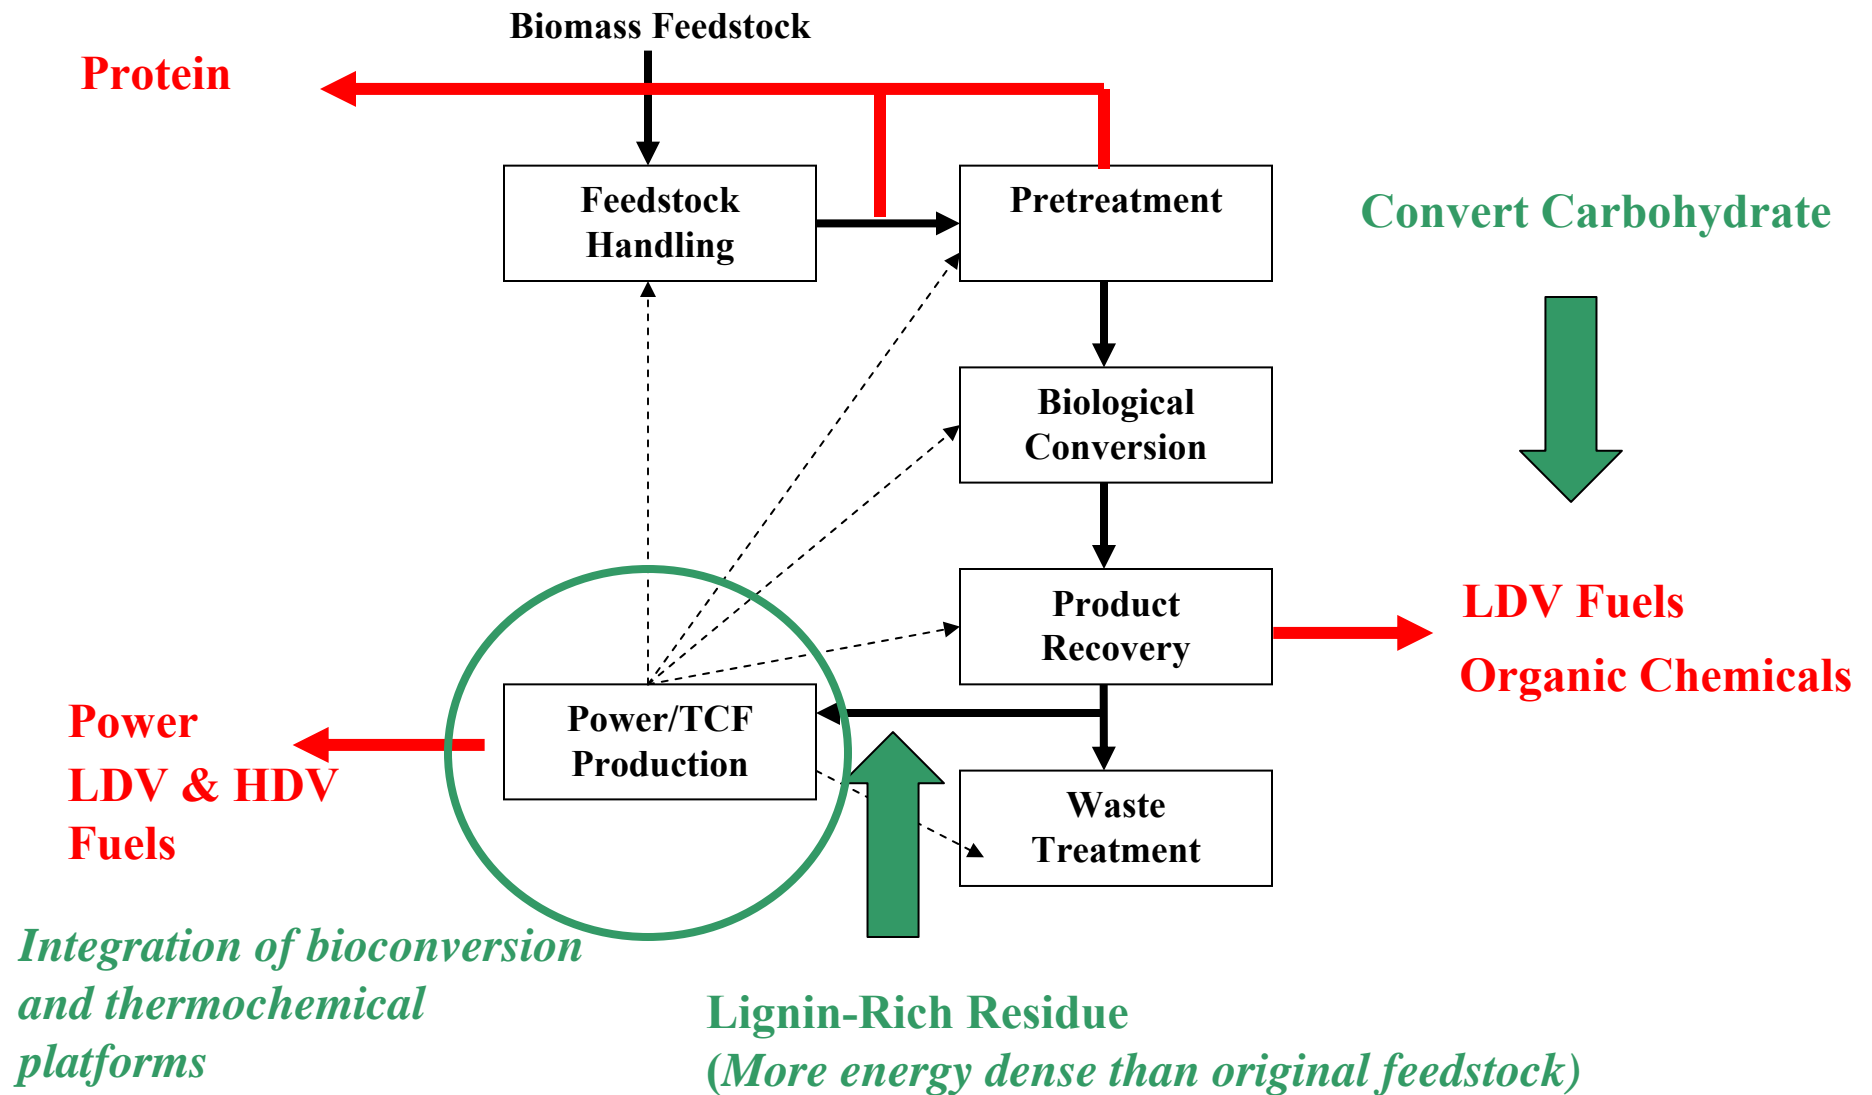 Biomass Feedstock
Protein
Feedstock
Handling
Pretreatment
Convert Carbohydrate
Biological
Conversion
Product
Recovery
LDV Fuels
Organic Chemicals
Power/TCF
Production
Power
LDV & HDV
Fuels
Waste
Treatment
Integration of bioconversion
and thermochemical
platforms
Lignin-Rich Residue
(More energy dense than original feedstock)